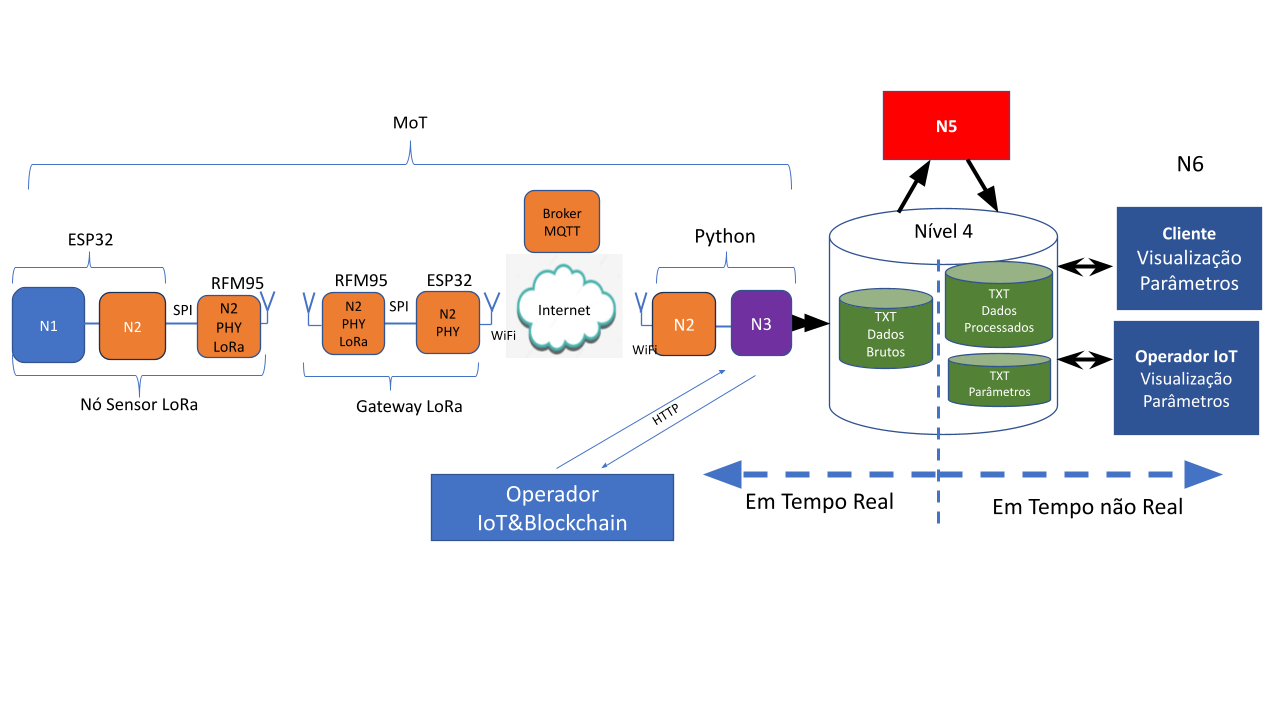 MoT
N5
N6
Broker
MQTT
ESP32
RFM95
RFM95
ESP32
Python
Nível 4
Cliente
Visualização
Parâmetros
N1
N2
SPI
N2
PHY
LoRa
N2
PHY
LoRa
SPI
N2
PHY
WiFi
Internet
WiFi
N2
N3
TXT
Dados
Brutos
TXT
Dados
Processados
TXT
Parâmetros
Operador IoT
Visualização
Parâmetros
Nó Sensor LoRa
Gateway LoRa
HTTP
Operador
IoT&Blockchain
Em Tempo Real
Em Tempo não Real